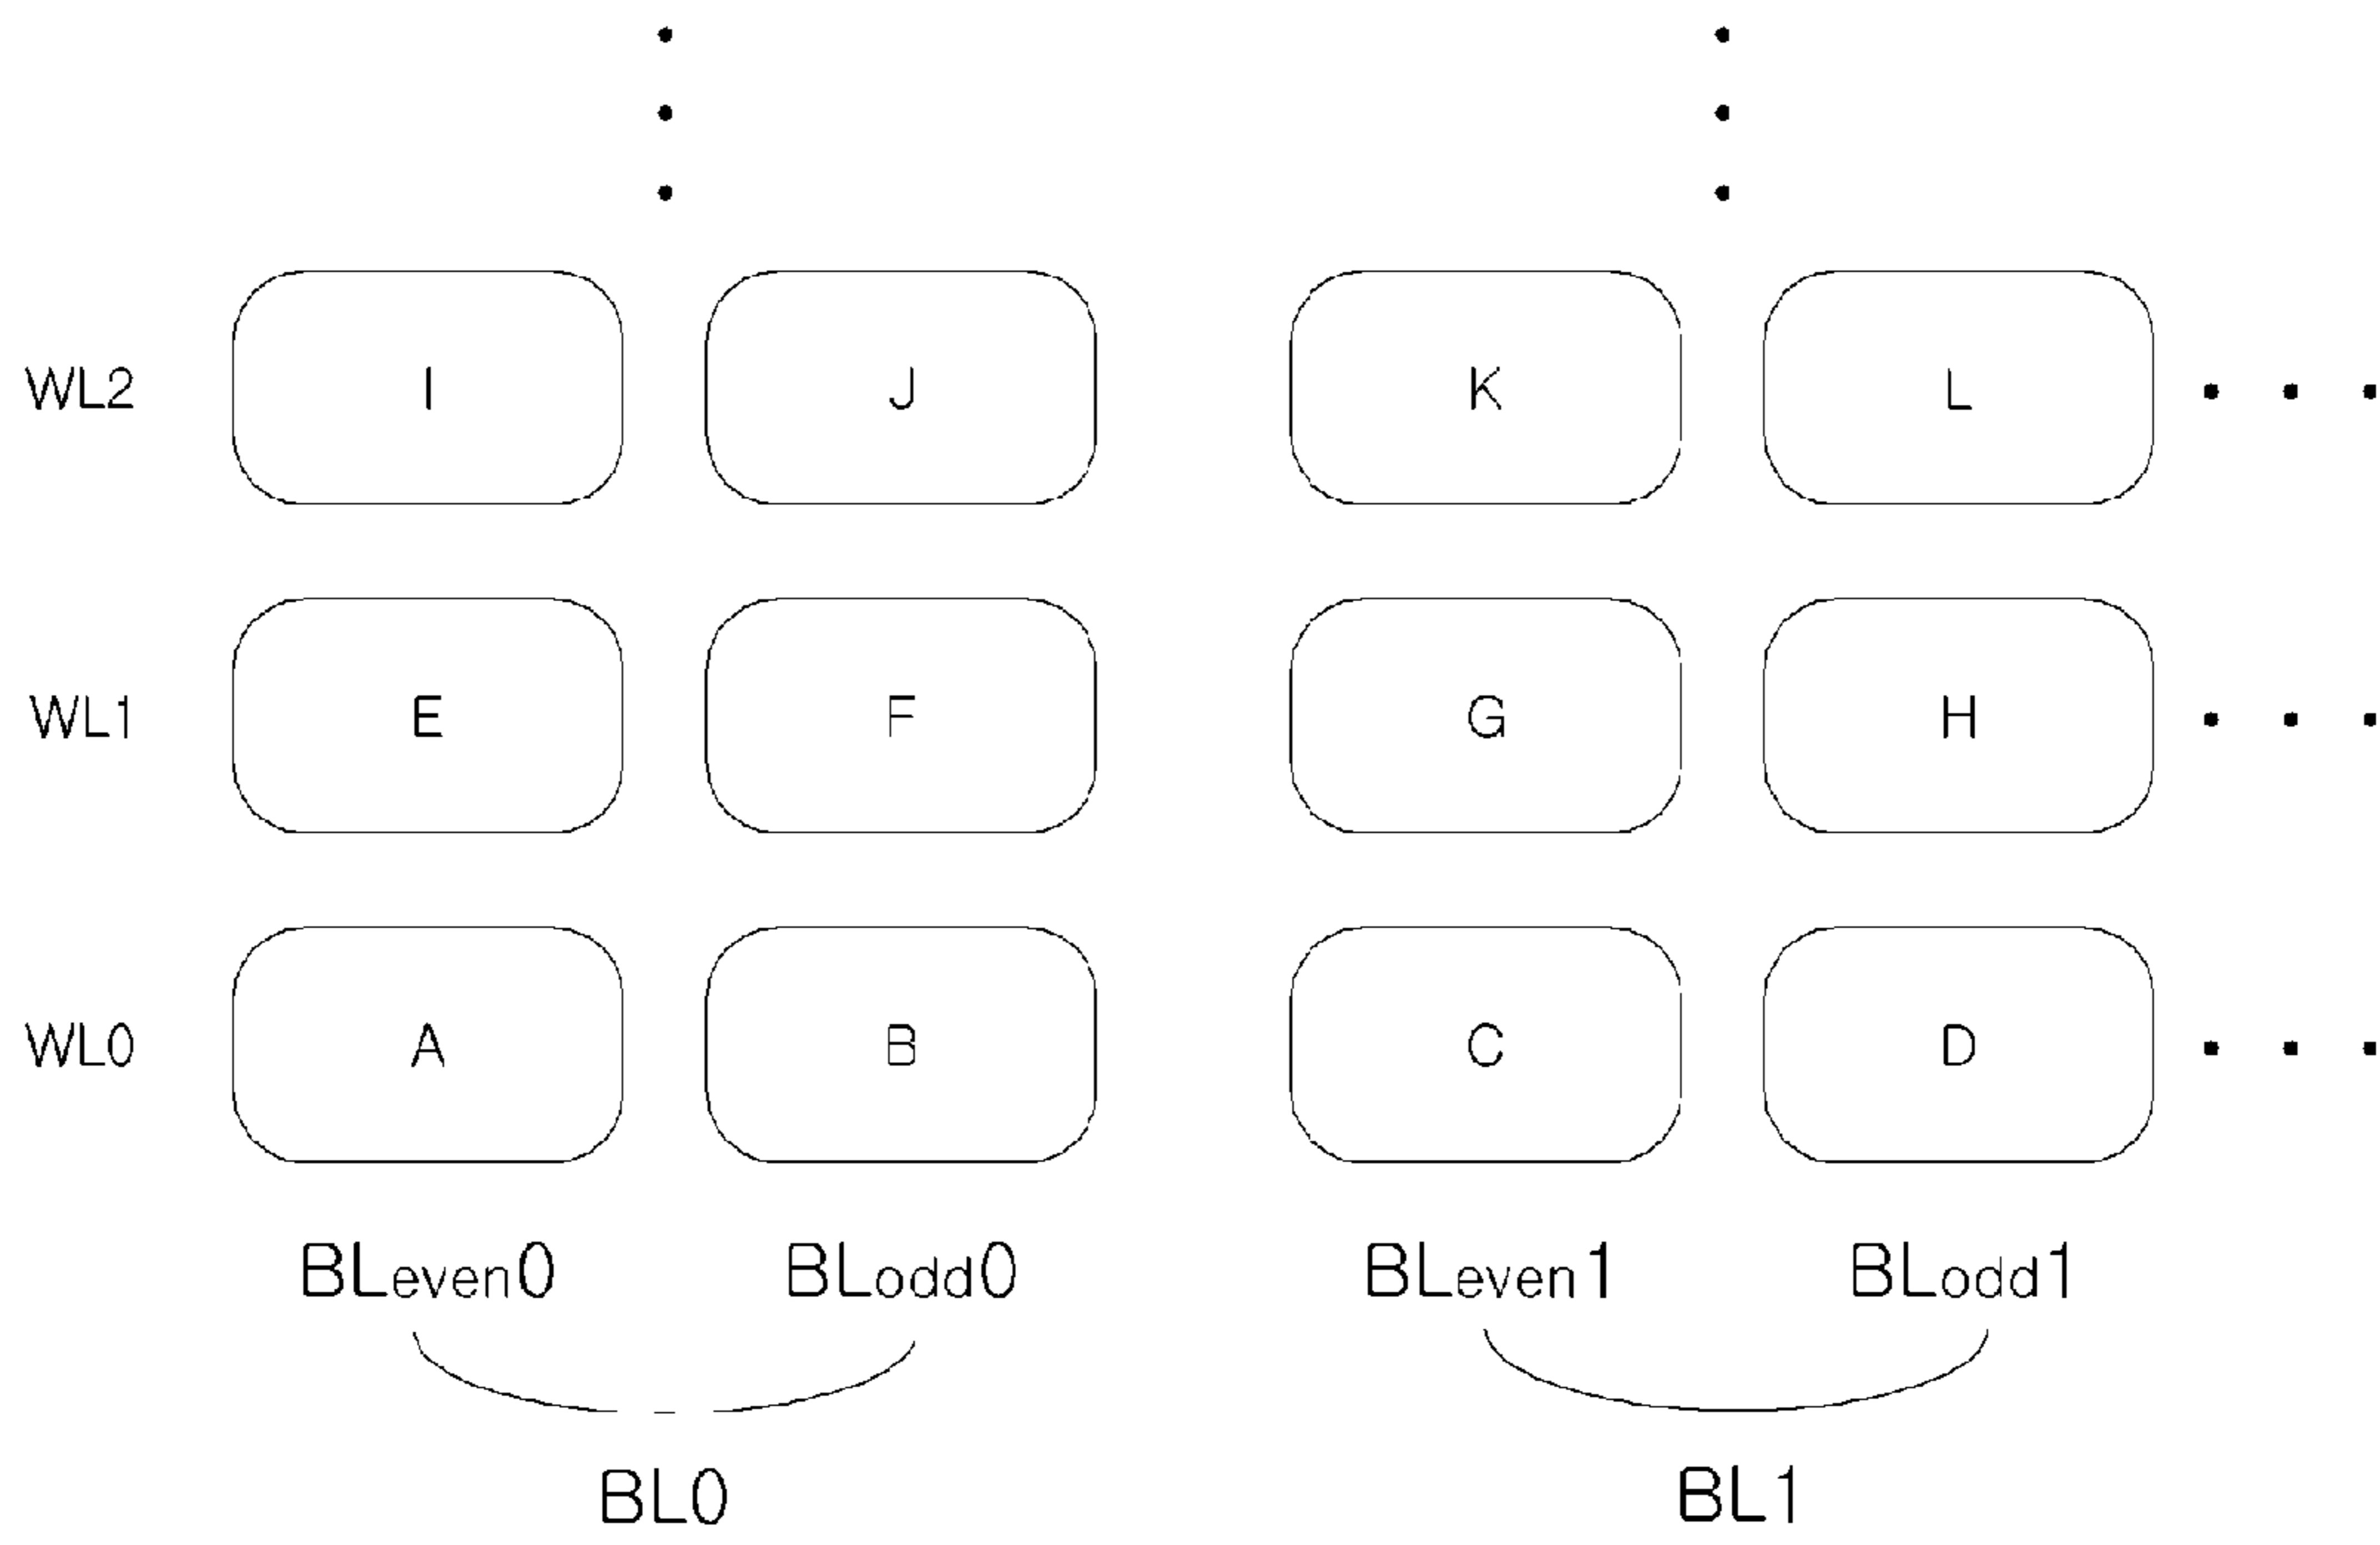 WL2 I J K L
WL1 E F G H
WL0 A B C D
BLeven0 BLodd0 BLeven1 BLodd1
BL0 BL1